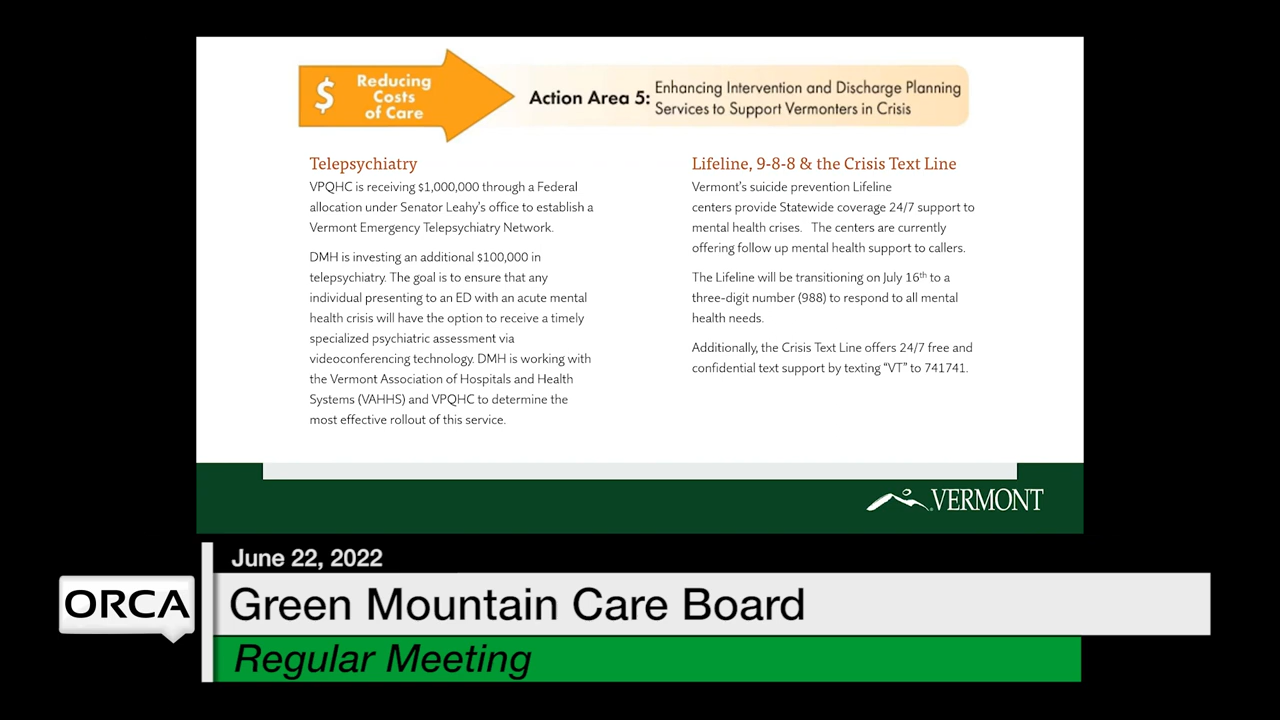 $
Reducing
Costs
of Care
Action Area 5:
Enhancing Intervention and Discharge Planning
Services to Support Vermonters in Crisis
Telepsychiatry
VPQHC is receiving $1,000,000 through a Federal
allocation under Senator Leahy's office to establish a
Vermont Emergency Telepsychiatry Network.
DMH is investing an additional $100,000 in
telepsychiatry. The goal is to ensure that any
individual presenting to an ED with an acute mental
health crisis will have the option to receive a timely
specialized psychiatric assessment via
videoconferencing technology. DMH is working with
the Vermont Association of Hospitals and Health
Systems (VAHHS) and VPQHC to determine the
most effective rollout of this service.
Lifeline, 9-8-8 & the Crisis Text Line
Vermont's suicide prevention Lifeline
centers provide Statewide coverage 24/7 support to
mental health crises. The centers are currently
offering follow up mental health support to callers.
The Lifeline will be transitioning on July 16th to a
three-digit number (988) to respond to all mental
health needs.
Additionally, the Crisis Text Line offers 24/7 free and
confidential text support by texting “VT” to 741741.
VERMONT
June 22, 2022
ORCA
Green Mountain Care Board
Regular Meeting